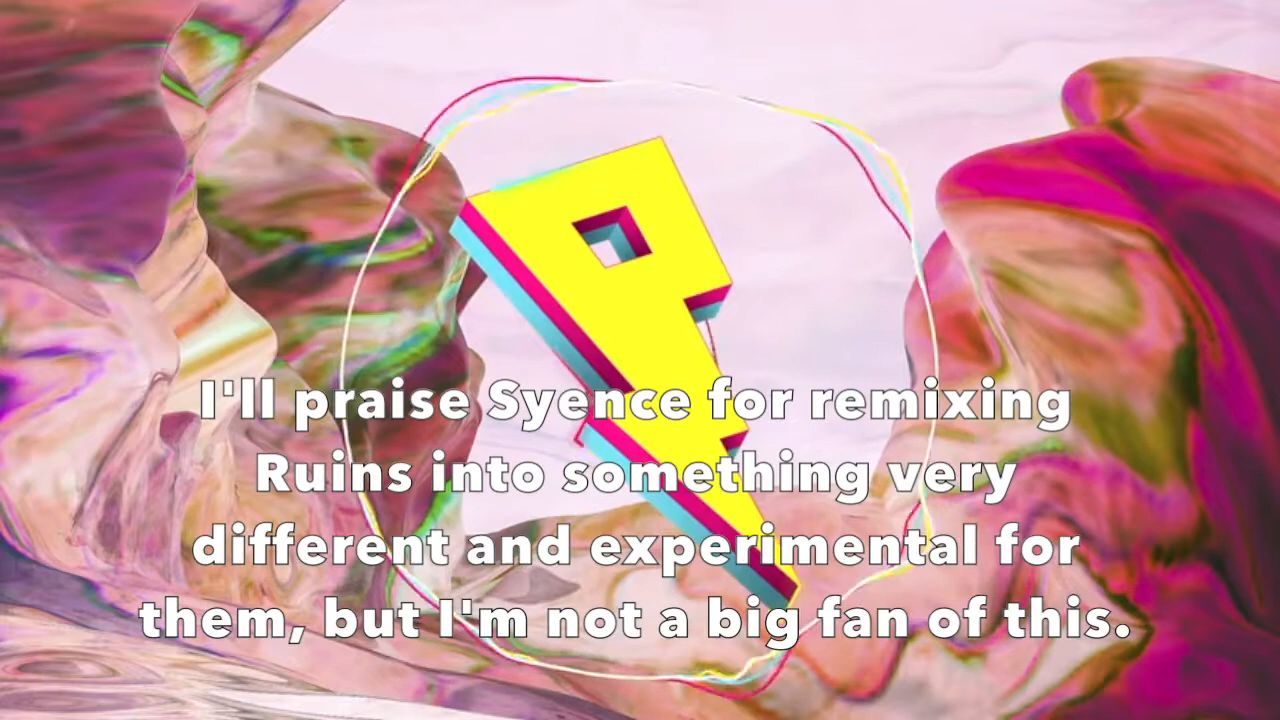 I'll praise Syence for remixing
Ruins into something very
different and experimental for
them, but I'm not a big fan of this.